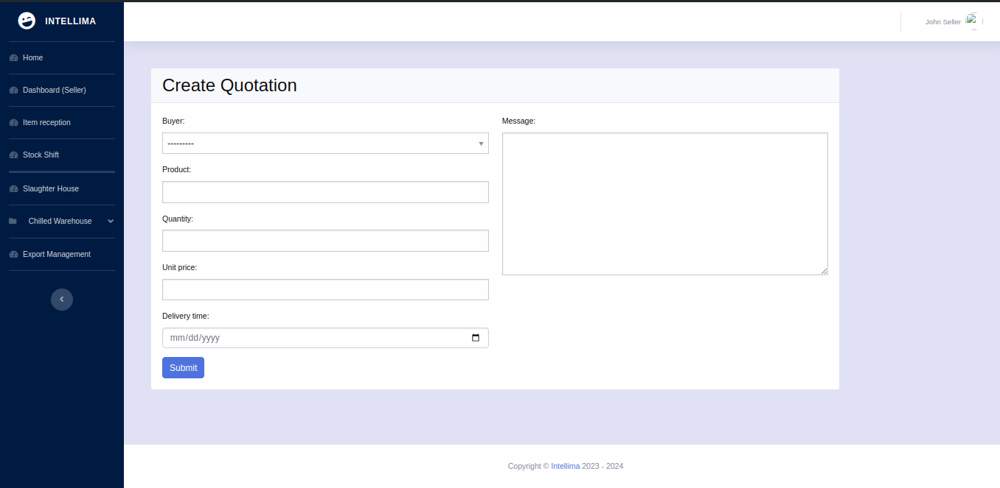 INTELLIMA
John Seller
Home
Dashboard (Seller)
Item reception
Stock Shift
Slaughter House
Chilled Warehouse
Export Management
Create Quotation
Buyer:
---------
Product:
Quantity:
Unit price:
Delivery time:
mm/dd/yyyy
Submit
Message:
Copyright © Intellima 2023 - 2024